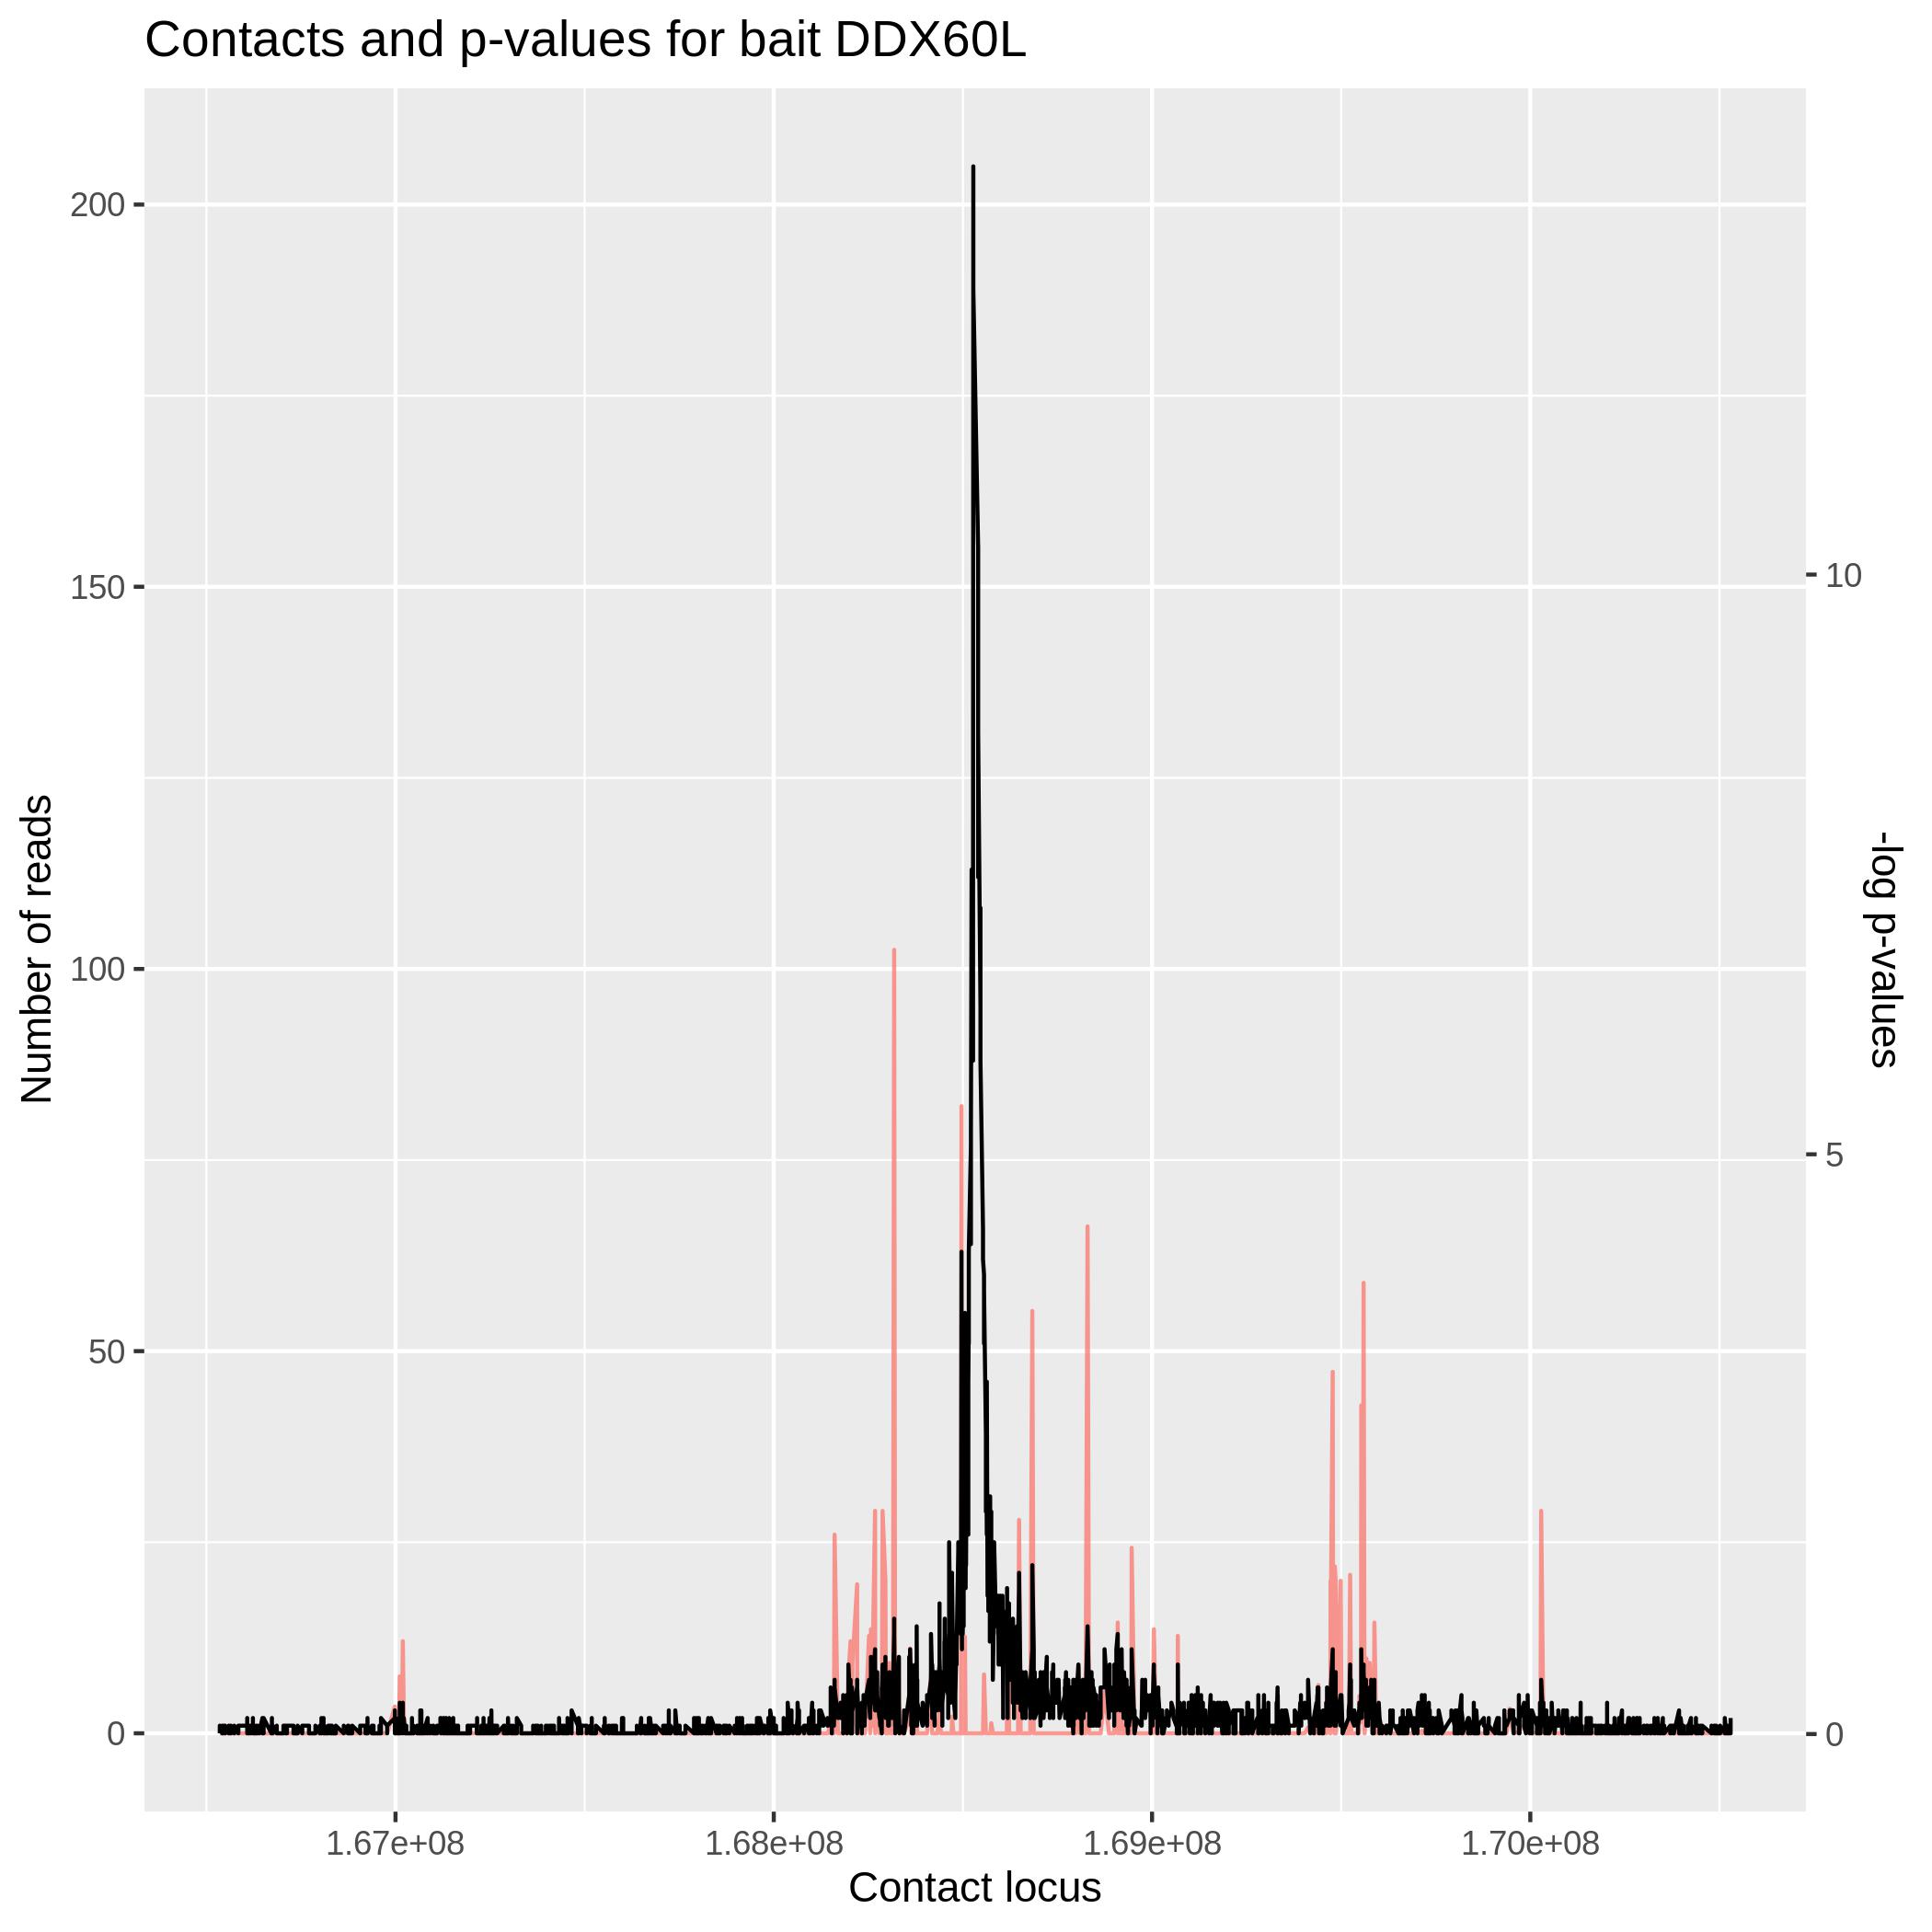 Contacts and p-values for bait DDX60L
200
150
100
50
0
Number of reads
10
5
0
-log p-values
1.67e+08
1.68e+08
1.69e+08
1.70e+08
Contact locus